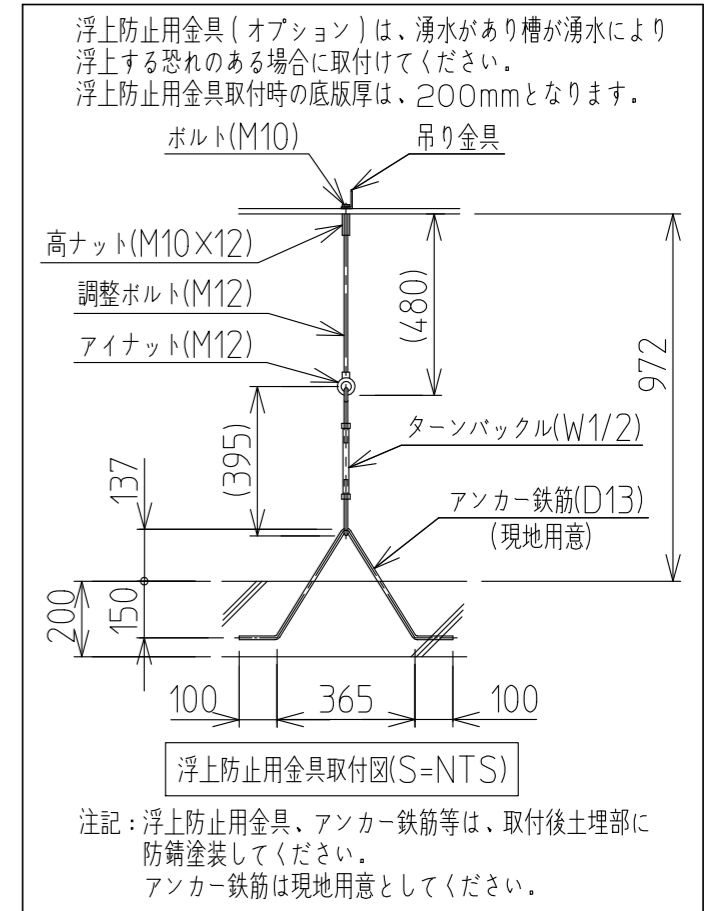 浮上防止用金具(オプション)は、湧水があり槽が湧水により
浮上する恐れのある場合に取付けてください。
浮上防止用金具取付時の底版厚は、200mmとなります。
ボルト(M10)
吊り金具
高ナット(M10X12)
調整ボルト(M12)
アイナット(M12)
(480)
972
(395)
ターンバックル(W1/2)
137
アンカー鉄筋(D13)
(現地用意)
200
150
100
365
100
浮上防止用金具取付図(S=NTS)
注記:浮上防止用金具、アンカー鉄筋等は、取付後土埋部に
防錆塗装してください。
アンカー鉄筋は現地用意としてください。